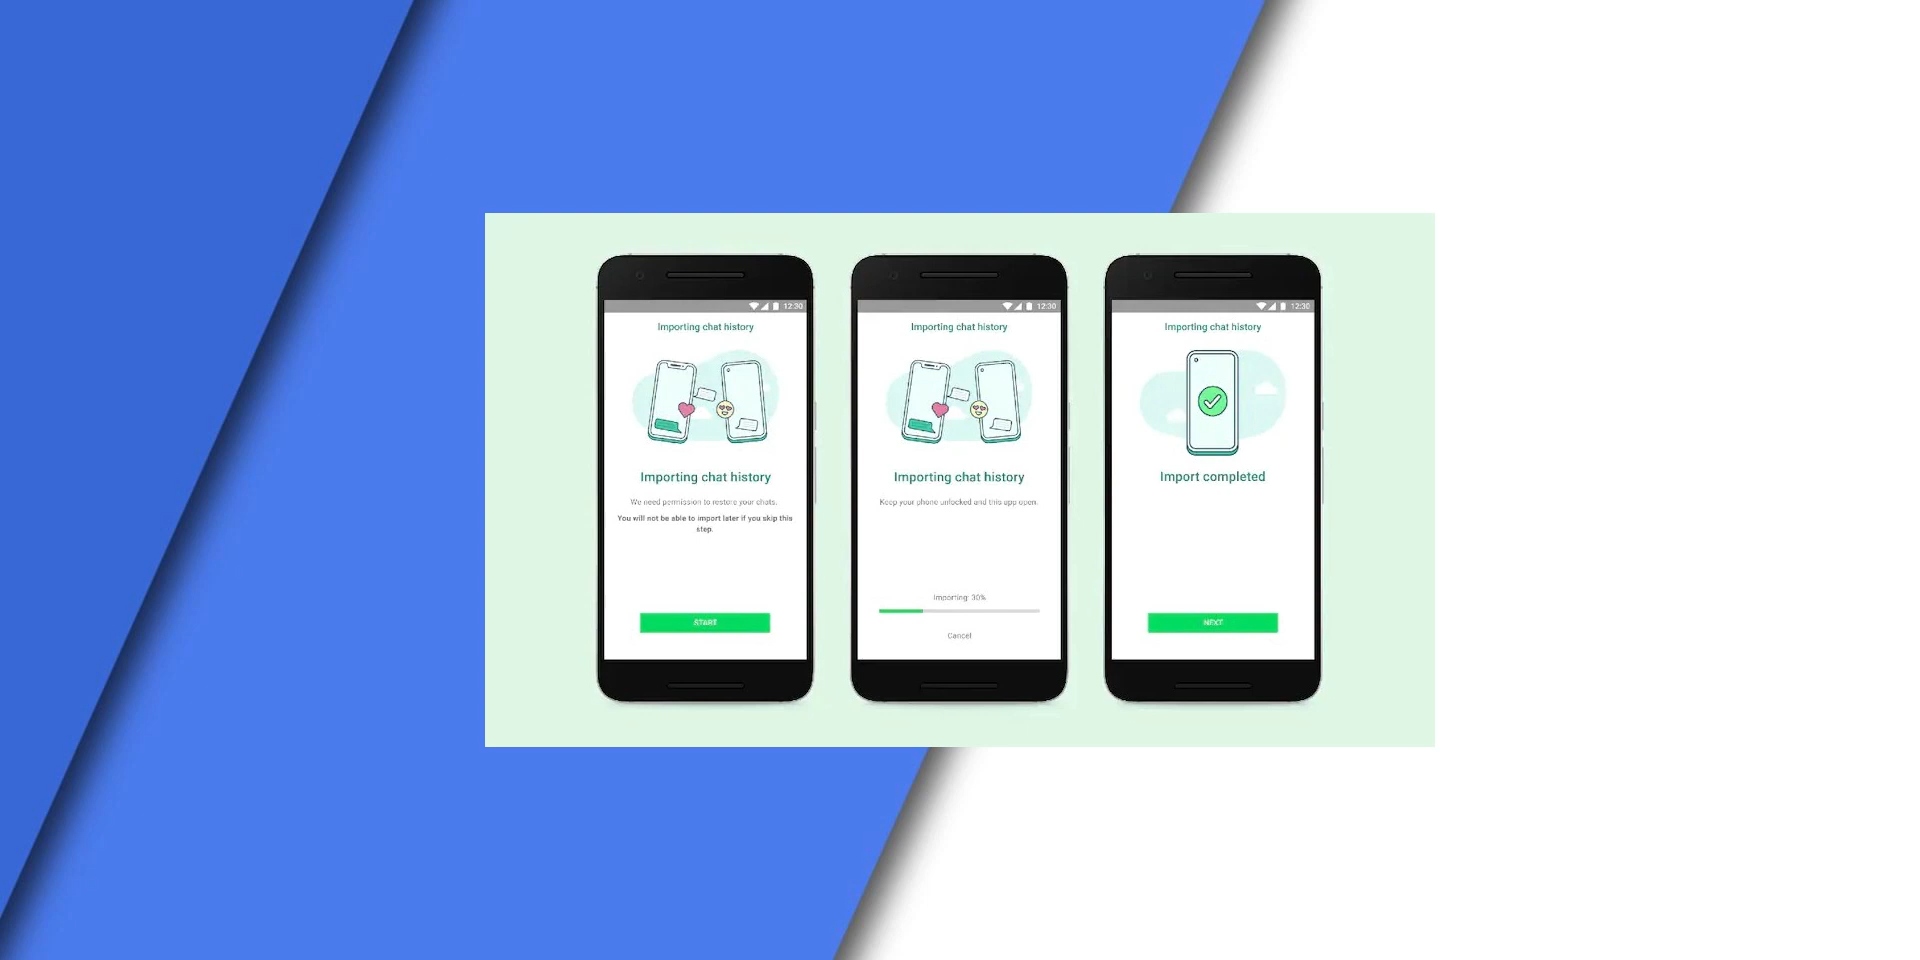 12:30
Importing chat history
Importing chat history
We need permission to restore your chats.
You will not be able to import later if you skip this
step.
START
12:30
Importing chat history
Importing chat history
Keep your phone unlocked and this app open.
Importing: 30%
Cancel
12:30
Importing chat history
Import completed
NEXT